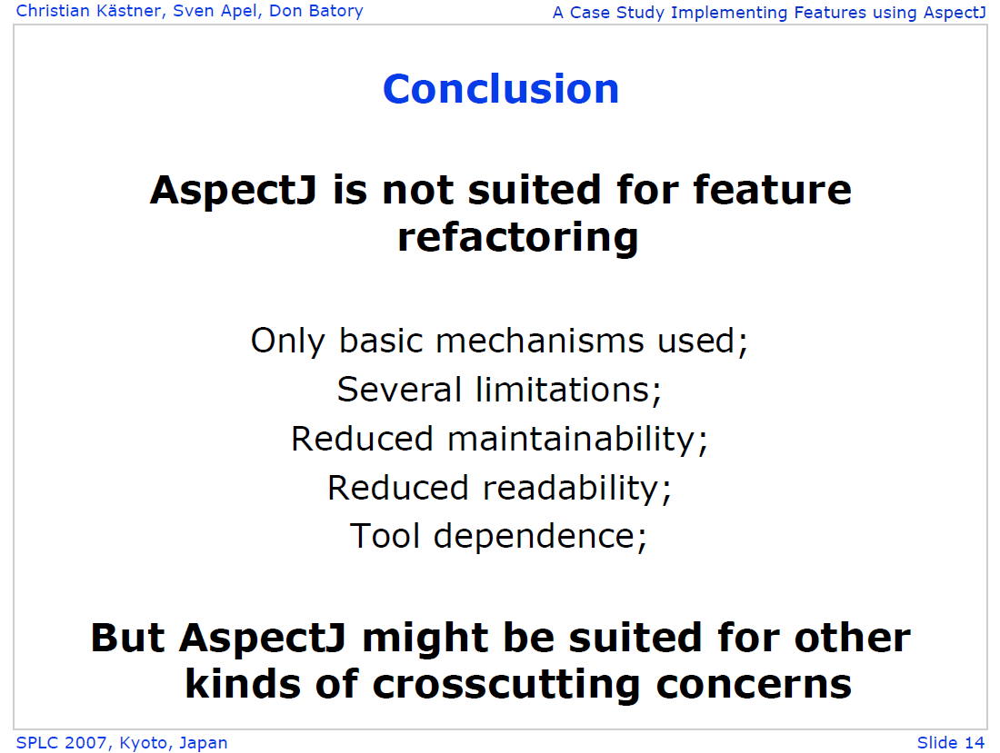 Christian Kästner, Sven Apel, Don Batory
A Case Study Implementing Features using AspectJ
Conclusion
AspectJ is not suited for feature
refactoring
Only basic mechanisms used;
Several limitations;
Reduced maintainability;
Reduced readability;
Tool dependence;
But AspectJ might be suited for other
kinds of crosscutting concerns
SPLC 2007, Kyoto, Japan
Slide 14